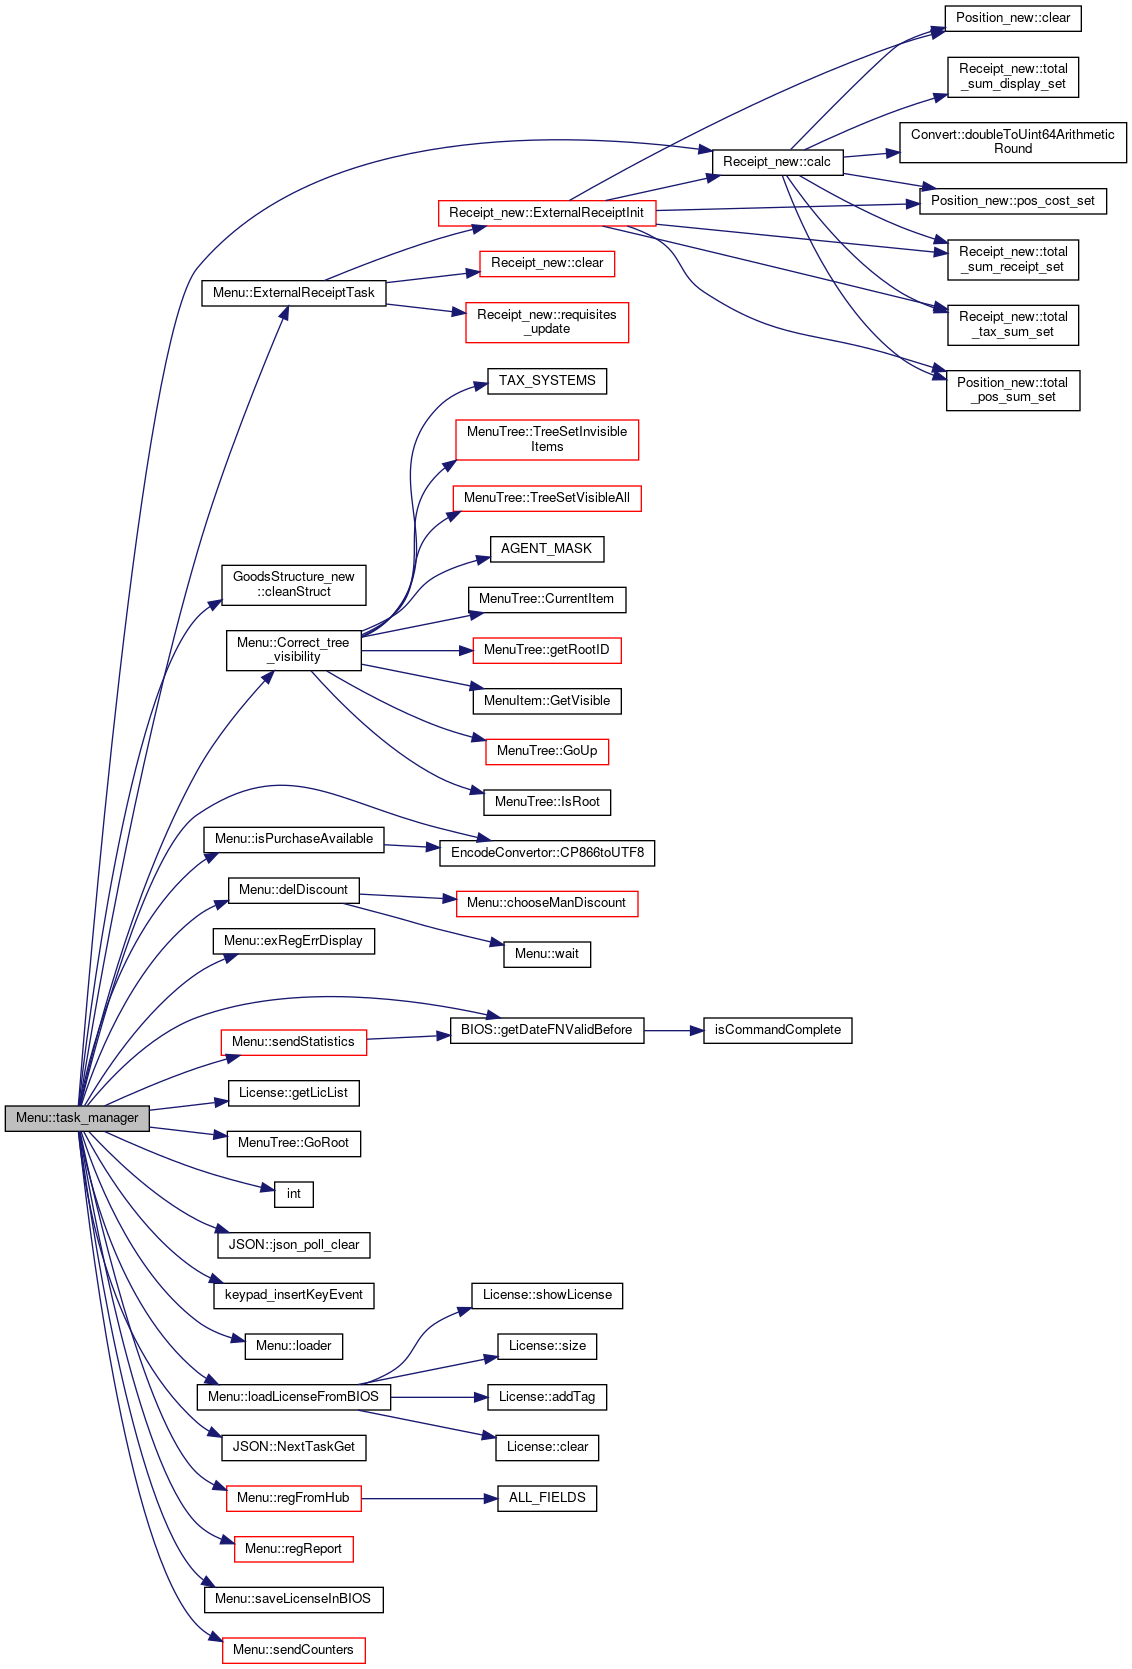 Position_new::clear
Receipt_new::total
_sum_display_set
Convert::doubleToUint64Arithmetic
Round
Receipt_new::calc
Position_new::pos_cost_set
Receipt_new::ExternalReceiptInit
Receipt_new::total
_sum_receipt_set
Receipt_new::clear
Menu::ExternalReceiptTask
Receipt_new::requisites
_update
Receipt_new::total
_tax_sum_set
Position_new::total
_pos_sum_set
TAX_SYSTEMS
MenuTree::TreeSetInvisible
Items
MenuTree::TreeSetVisibleAll
AGENT_MASK
GoodsStructure_new
::cleanStruct
MenuTree::CurrentItem
Menu::Correct_tree
_visibility
MenuTree::getRootID
MenuItem::GetVisible
MenuTree::GoUp
MenuTree::IsRoot
Menu::isPurchaseAvailable
EncodeConvertor::CP866toUTF8
Menu::delDiscount
Menu::chooseManDiscount
Menu::exRegErrDisplay
Menu::wait
BIOS::getDateFNValidBefore
isCommandComplete
Menu::sendStatistics
License::getLicList
Menu::task_manager
MenuTree::GoRoot
int
JSON::json_poll_clear
keypad_insertKeyEvent
License::showLicense
Menu::loader
License::size
Menu::loadLicenseFromBIOS
License::addTag
JSON::NextTaskGet
License::clear
Menu::regFromHub
ALL_FIELDS
Menu::regReport
Menu::saveLicenseInBIOS
Menu::sendCounters